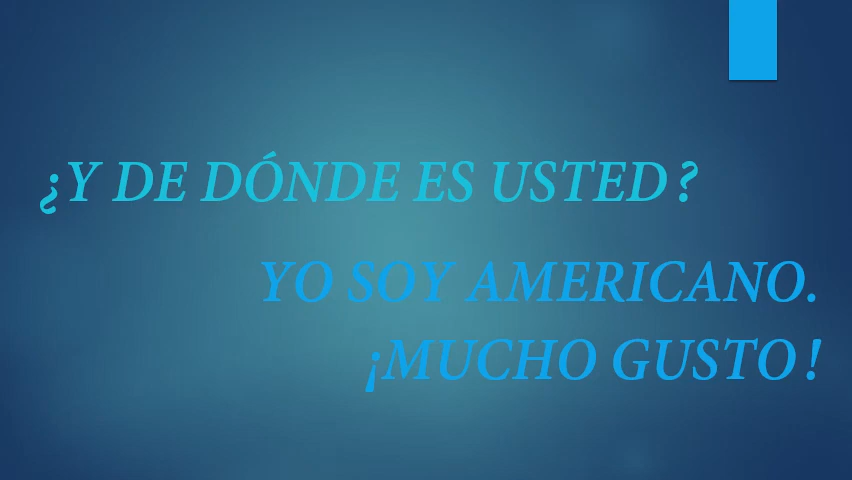 ¿Y DE DÓNDE ES USTED?
YO SOY AMERICANO.
¡MUCHO GUSTO!